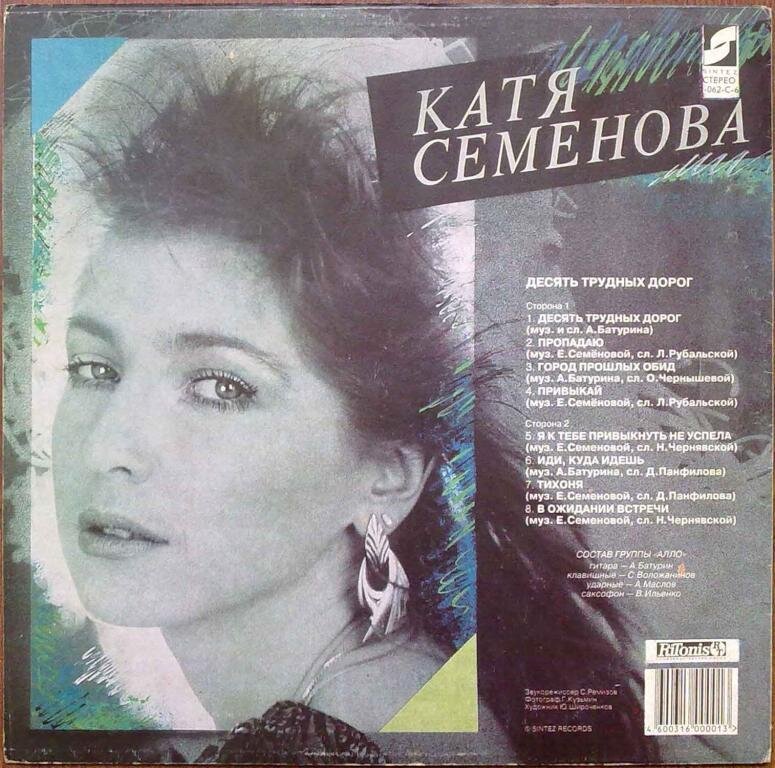 SINTEZ
СТЕРЕО
-062-C-6
КАТЯ
СЕМЕНОВА
ДЕСЯТЬ ТРУДНЫХ ДОРОГ
Сторона 1
1. ДЕСЯТЬ ТРУДНЫХ ДОРОГ
(муз. и сл. А.Батурина)
2. ПРОПАДАЮ
(муз. Е.Семёновой, сл. Л.Рубальской)
3. ГОРОД ПРОШЛЫХ ОБИД
(муз. А.Батурина, сл. О.Чернышевой)
4. ПРИВЫКАЙ
(муз. Е.Семёновой, сл. Л.Рубальской)
Сторона 2
5. Я К ТЕБЕ ПРИВЫКНУТЬ НЕ УСПЕЛА
(муз. Е.Семеновой, сл. Н.Чернявской)
6. ИДИ, КУДА ИДЕШЬ
(муз. А.Батурина, сл. Д.Панфилова)
7. ТИХОНЯ
(муз. Е.Семеновой, сл. Д.Панфилова)
8. В ОЖИДАНИИ ВСТРЕЧИ
(муз. Е.Семеновой, сл. Н.Чернявской)
СОСТАВ ГРУППЫ «АЛЛО»
гитара — А.Батурин
клавишные — С.Воложанинов
ударные — А.Маслов
саксофон — В.Ильенко
RiTonis
Звукорежиссер С.Ремизов
Фотограф Г.Кузьмин
Художник Ю.Широченков
© SINTEZ RECORDS
4 600316 000013 >